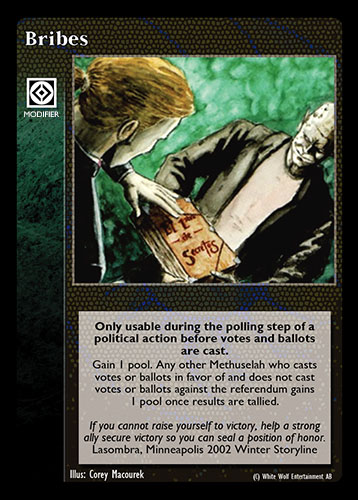 Bribes
MODIFIER
El 1
de
Secretos
Only usable during the polling step of a
political action before votes and ballots
are cast.
Gain 1 pool. Any other Methuselah who casts
votes or ballots in favor of and does not cast
votes or ballots against the referendum gains
1 pool once results are tallied.
If you cannot raise yourself to victory, help a strong
ally secure victory so you can seal a position of honor.
Lasombra, Minneapolis 2002 Winter Storyline
Illus: Corey Macourek
(C) White Wolf Entertainment AB